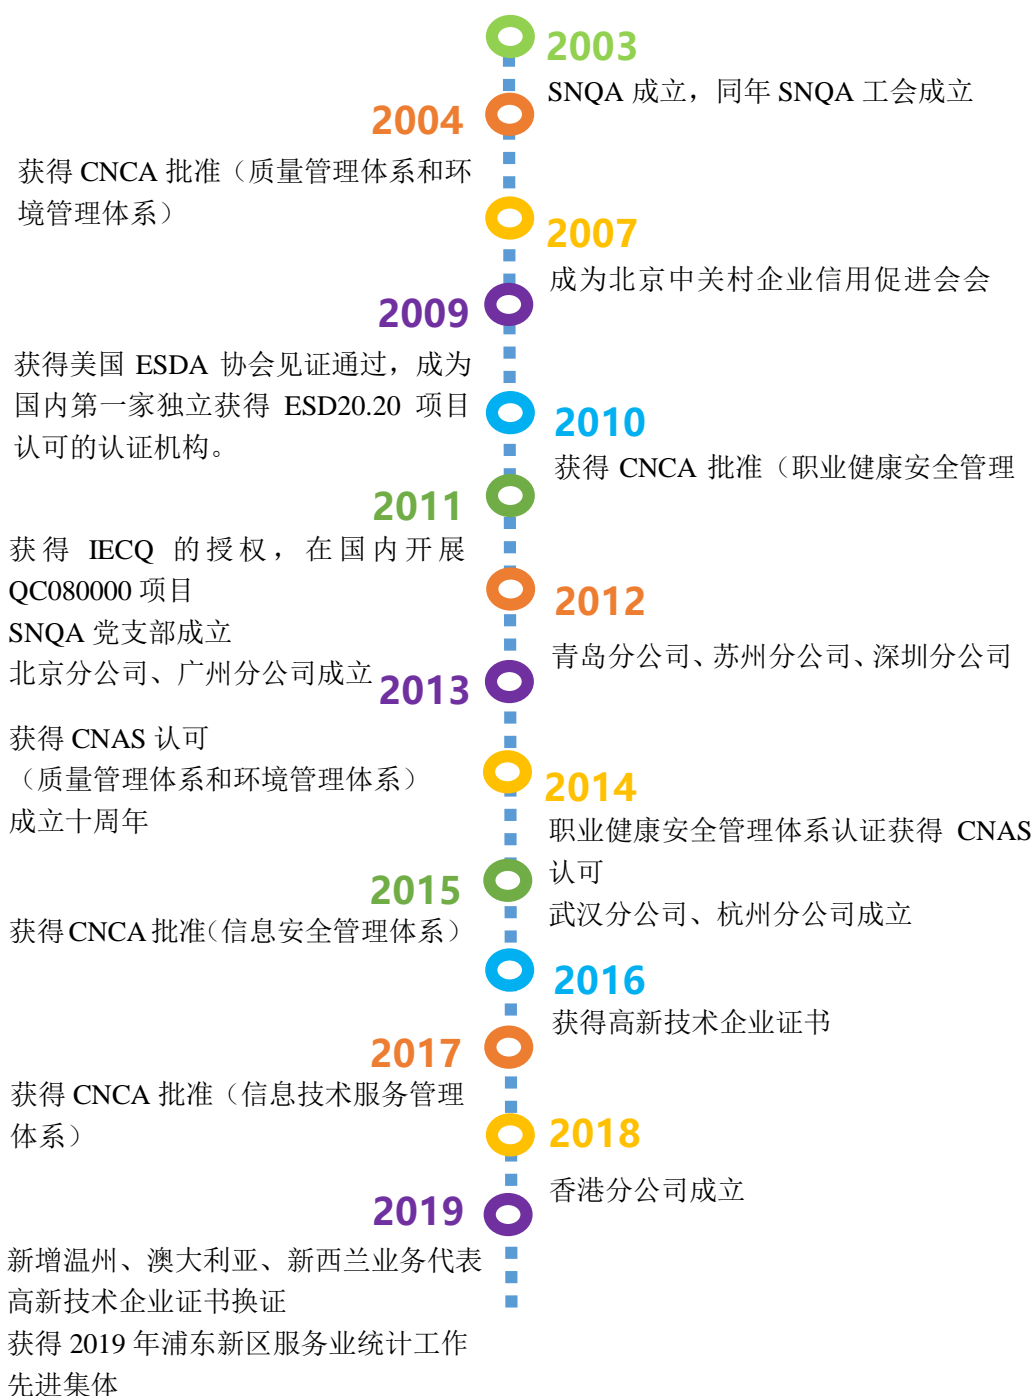 2003
SNQA 成立，同年 SNQA 工会成立
2004
获得 CNCA 批准（质量管理体系和环
境管理体系）
2007
成为北京中关村企业信用促进会会
2009
获得美国 ESDA 协会见证通过，成为
国内第一家独立获得 ESD20.20 项目
认可的认证机构。
2010
获得 CNCA 批准（职业健康安全管理
2011
获得 IECQ 的授权，在国内开展
QC080000 项目
SNQA 党支部成立
北京分公司、广州分公司成立
2012
青岛分公司、苏州分公司、深圳分公司
2013
获得 CNAS 认可
（质量管理体系和环境管理体系）
成立十周年
2014
职业健康安全管理体系认证获得 CNAS
认可
武汉分公司、杭州分公司成立
2015
获得 CNCA 批准（信息安全管理体系）
2016
获得高新技术企业证书
2017
获得 CNCA 批准（信息技术服务管理
体系）
2018
香港分公司成立
2019
新增温州、澳大利亚、新西兰业务代表
高新技术企业证书换证
获得 2019 年浦东新区服务业统计工作
先进集体